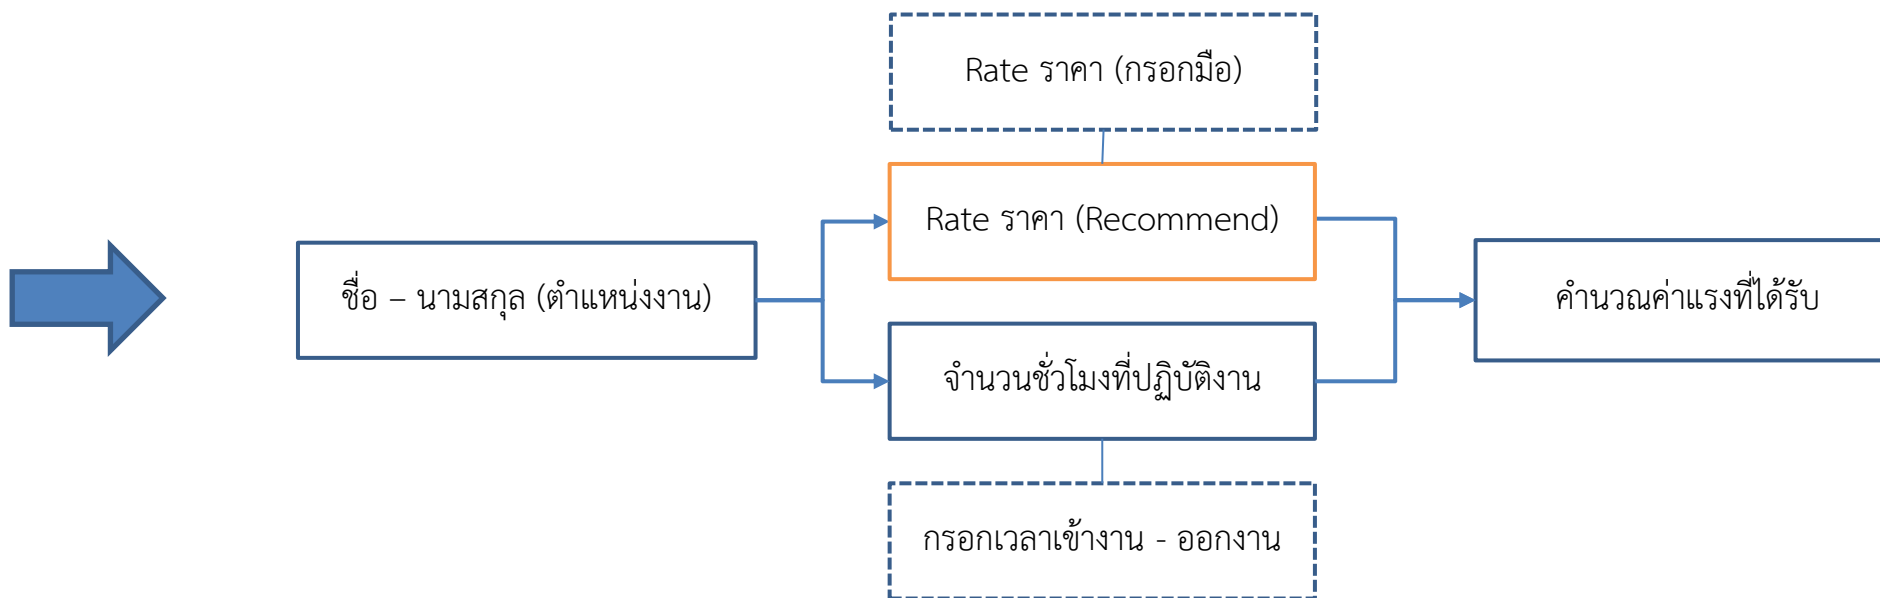 Rate ราคา (กรอกมือ)
Rate ราคา (Recommend)
ชื่อ – นามสกุล (ตำแหน่งงาน)
คำนวณค่าแรงที่ได้รับ
จำนวนชั่วโมงที่ปฏิบัติงาน
กรอกเวลาเข้างาน - ออกงาน